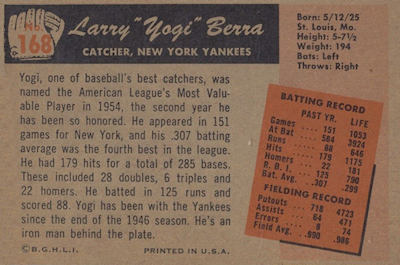 No.
168
Larry "Yogi" Berra
CATCHER, NEW YORK YANKEES
Born: 5/12/25
St. Louis, Mo.
Height: 5-7½
Weight: 194
Bats: Left
Throws: Right
Yogi, one of baseball's best catchers, was
named the American League's Most Valu-
able Player in 1954, the second year he
has been so honored. He appeared in 151
games for New York, and his .307 batting
average was the fourth best in the league.
He had 179 hits for a total of 285 bases.
These included 28 doubles, 6 triples and
22 homers. He batted in 125 runs and
scored 88. Yogi has been with the Yankees
since the end of the 1946 season. He's an
iron man behind the plate.
BATTING RECORD
PAST YR. LIFE
Games 151 1053
At Bat 584 3924
Runs 88 646
Hits 179 1175
Homers 22 181
R. B. I. 125 790
Bat. Avg. .307 .299
FIELDING RECORD
Putouts 718 4723
Assists 64 471
Errors 8 74
Field Avg. .990 .986
©B.G.H.L.I. PRINTED IN U.S.A.